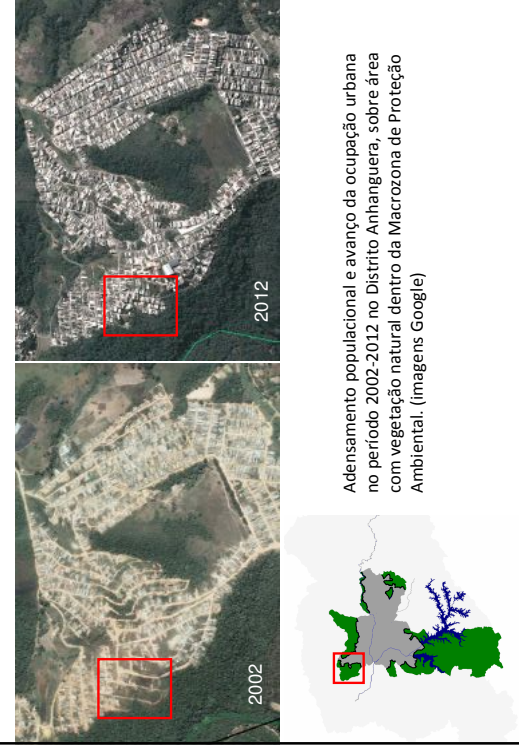 2002
2012
Adensamento populacional e avanço da ocupação urbana
no período 2002-2012 no Distrito Anhanguera, sobre área
com vegetação natural dentro da Macrozona de Proteção
Ambiental. (imagens Google)